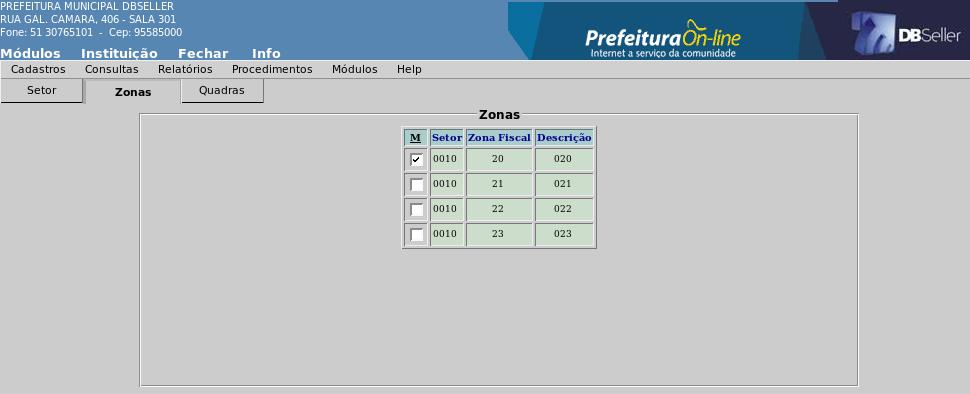 PREFEITURA MUNICIPAL DBSELLER
RUA GAL. CAMARA, 406 - SALA 301
Fone: 51 30765101 - Cep: 95585000
Prefeitura On-line
Internet a serviço da comunidade
DBSeller
Módulos Instituição Fechar Info
Cadastros Consultas Relatórios Procedimentos Módulos Help
Setor Zonas Quadras
Zonas
M Setor Zona Fiscal Descrição
0010 20 020
0010 21 021
0010 22 022
0010 23 023